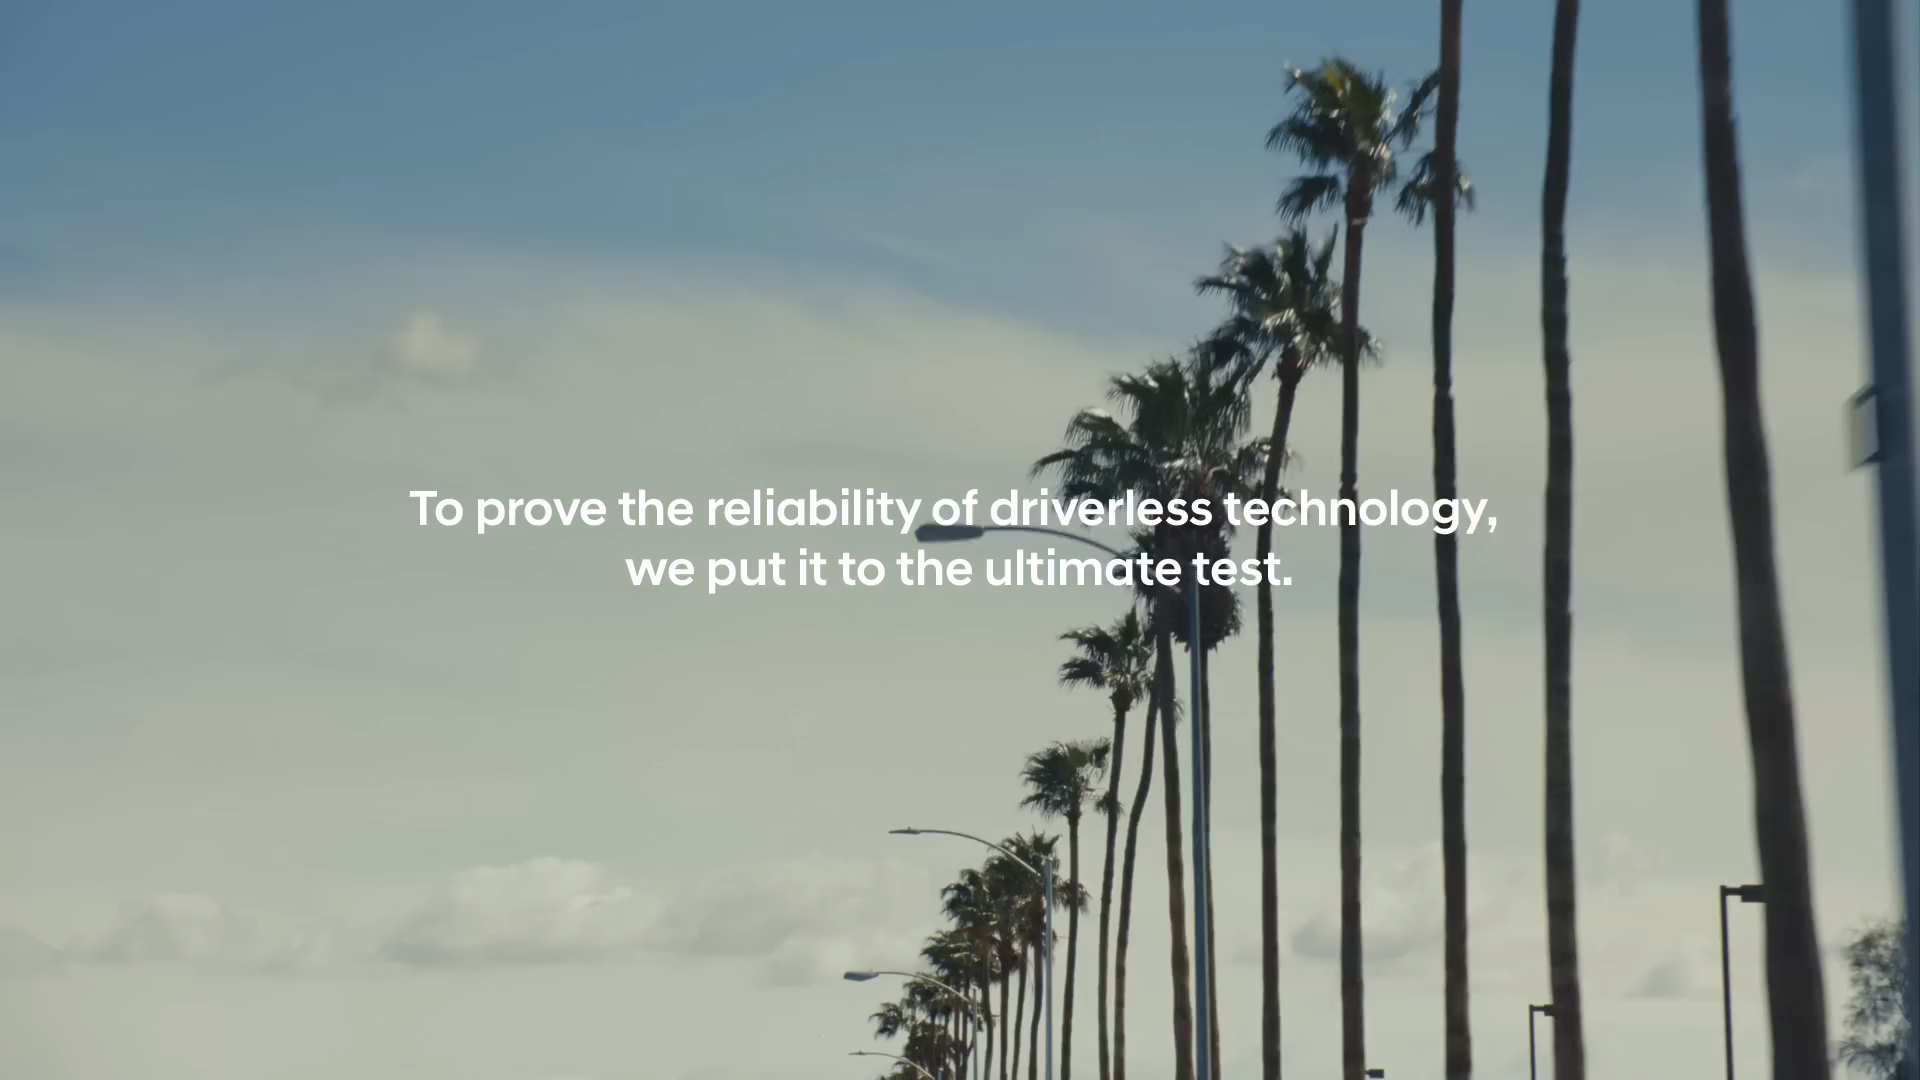 To prove the reliability of driverless technology,
we put it to the ultimate test.